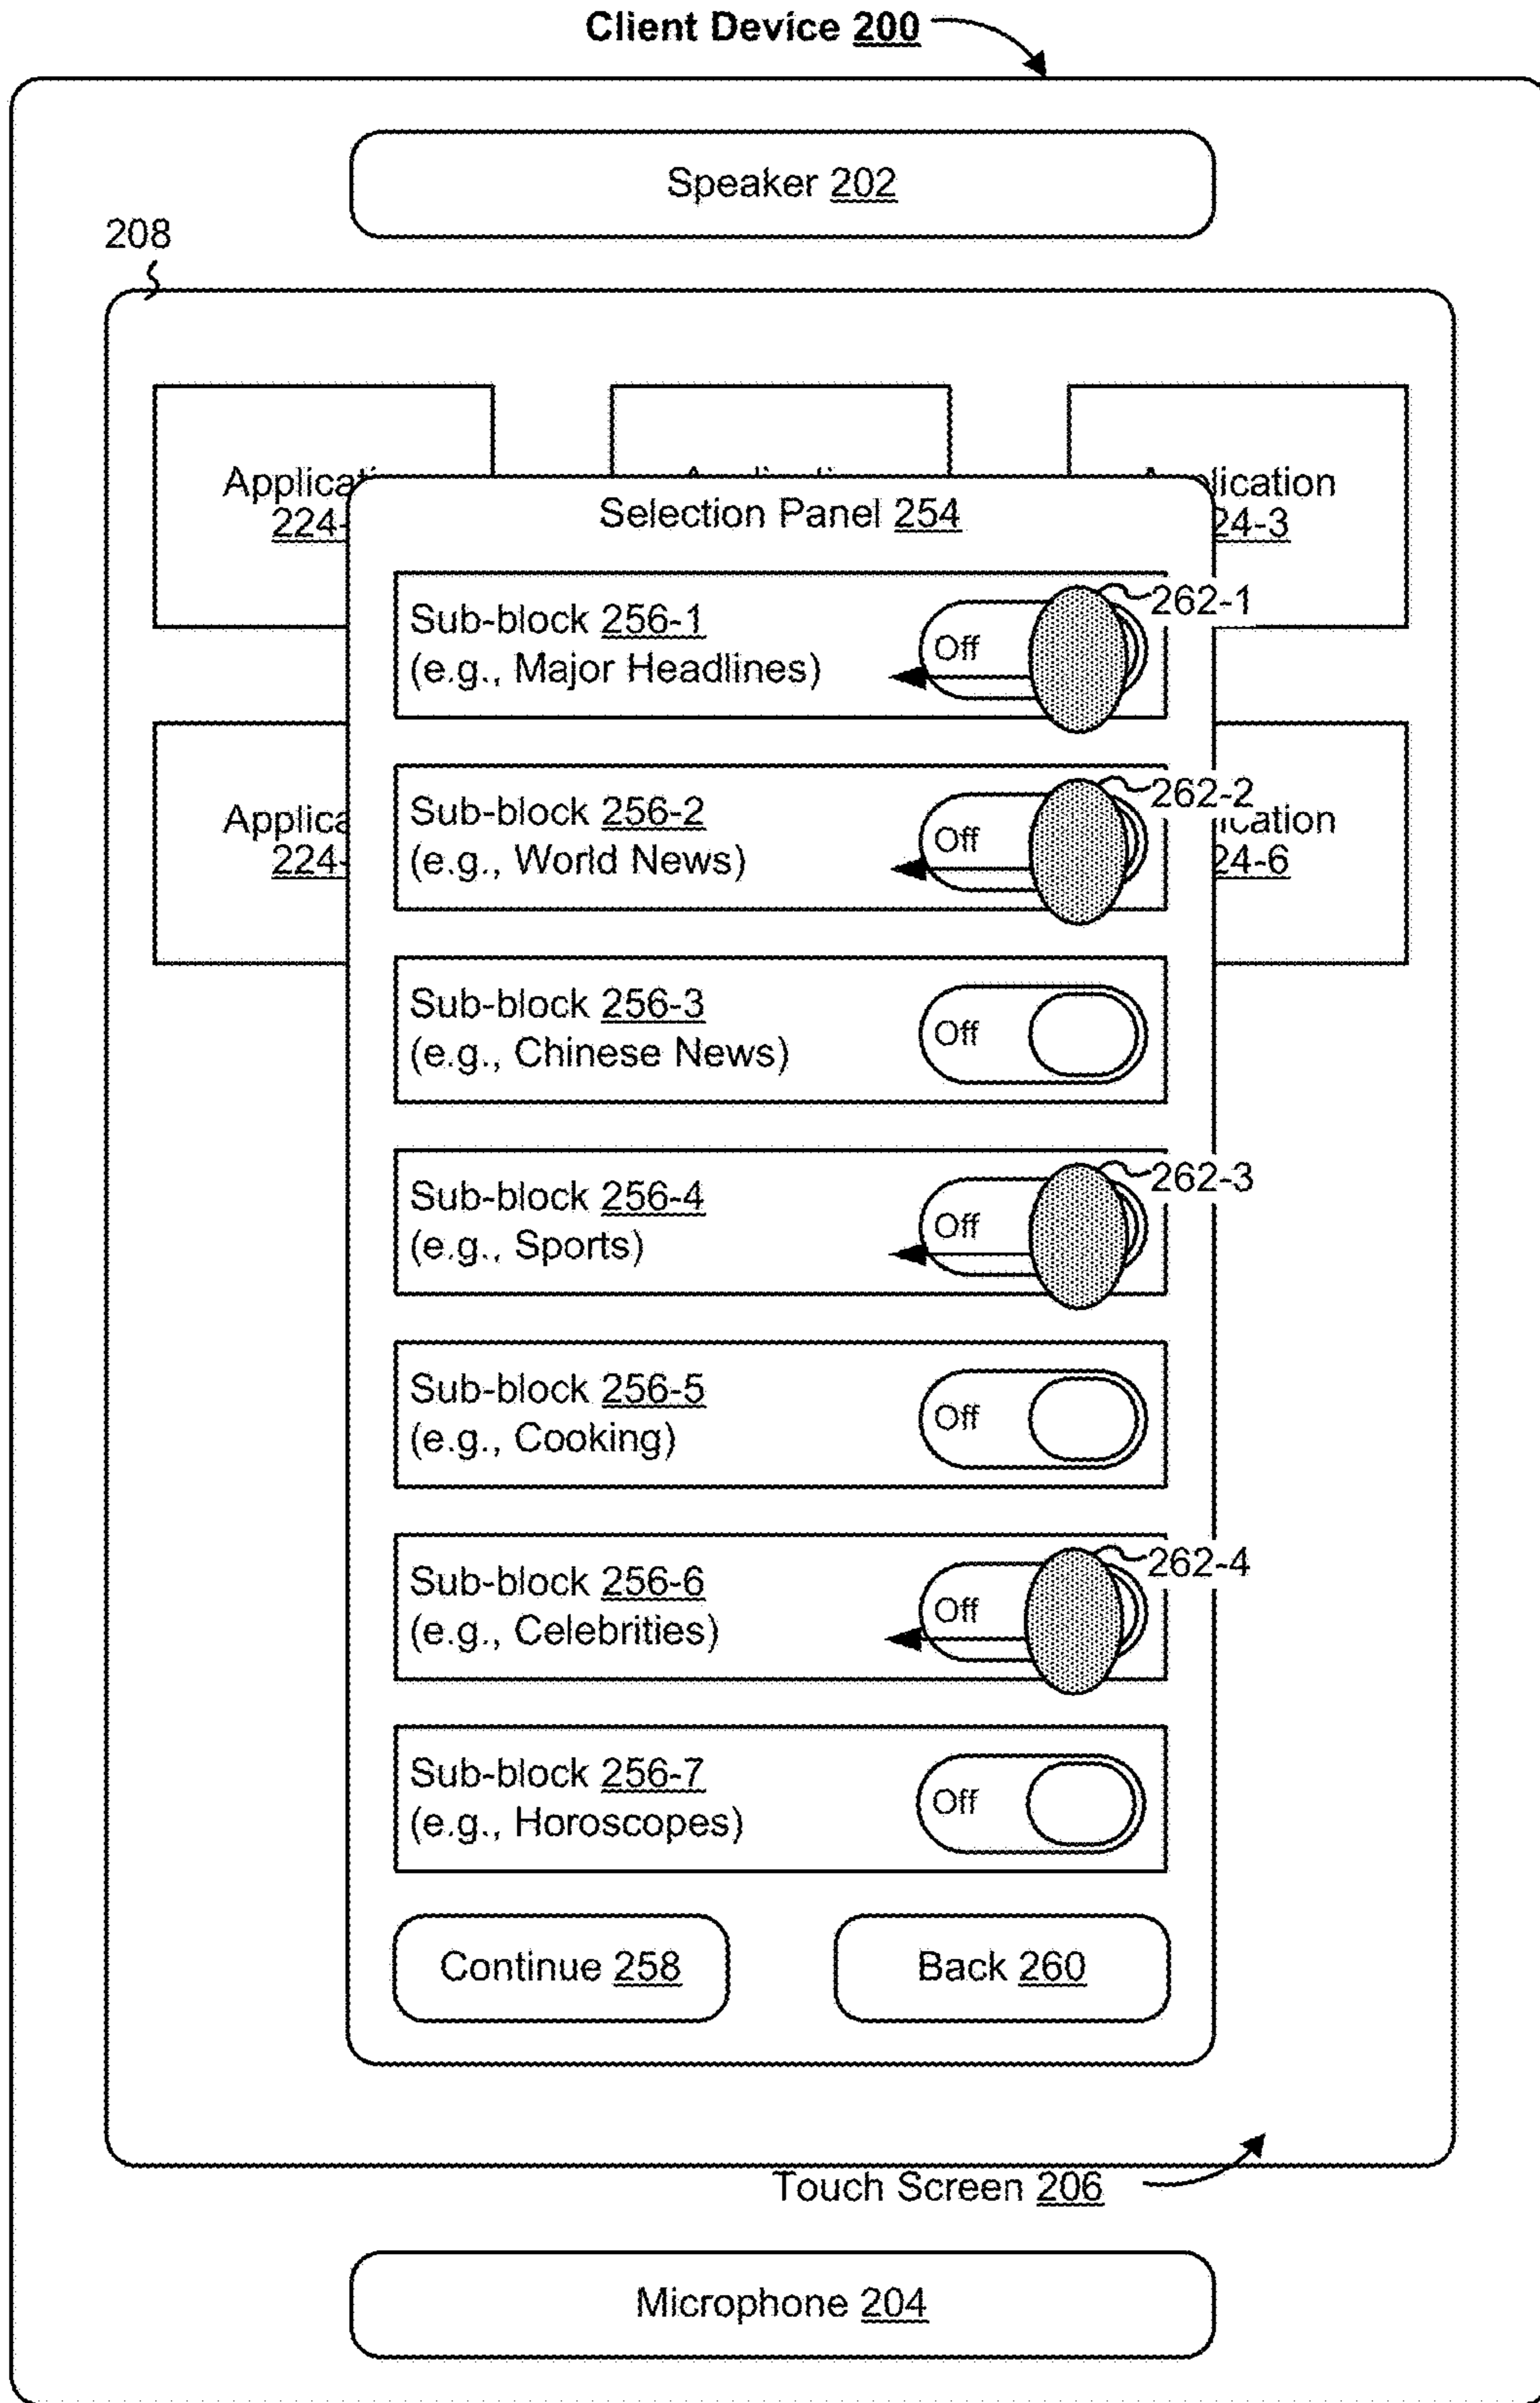 Client Device 200
Speaker 202
208
Selection Panel 254
224-
Sub-block 256-1
(e.g., Major Headlines)
Off
262-1
Sub-block 256-2
(e.g., World News)
Off
262-2
224-
Sub-block 256-3
(e.g., Chinese News)
Off
Sub-block 256-4
(e.g., Sports)
Off
262-3
Sub-block 256-5
(e.g., Cooking)
Off
Sub-block 256-6
(e.g., Celebrities)
Off
262-4
Sub-block 256-7
(e.g., Horoscopes)
Off
Continue 258
Back 260
Touch Screen 206
Microphone 204